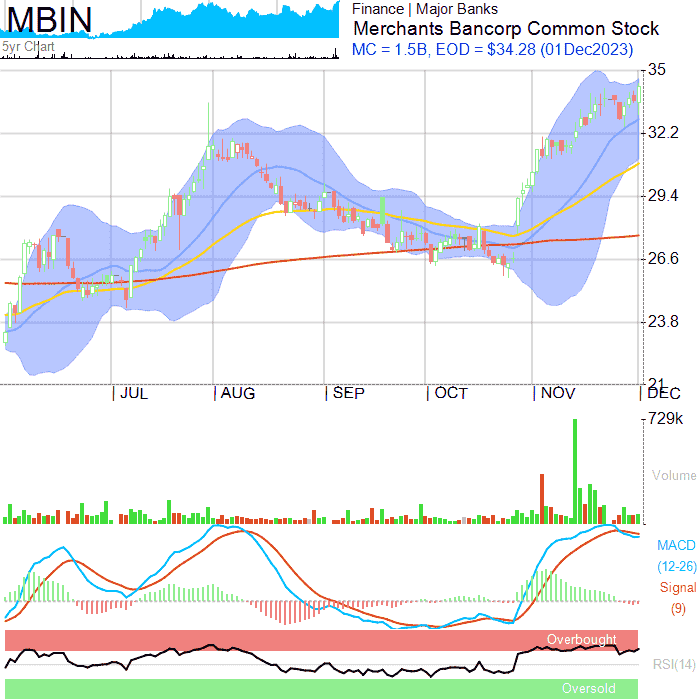 MBIN
Finance | Major Banks
Merchants Bancorp Common Stock
5yr Chart
MC = 1.5B, EOD = $34.28 (01Dec2023)
35
32.2
29.4
26.6
23.8
21
JUL AUG SEP OCT NOV DEC
729k
Volume
MACD
(12-26)
Signal
(9)
Overbought
RSI(14)
Oversold